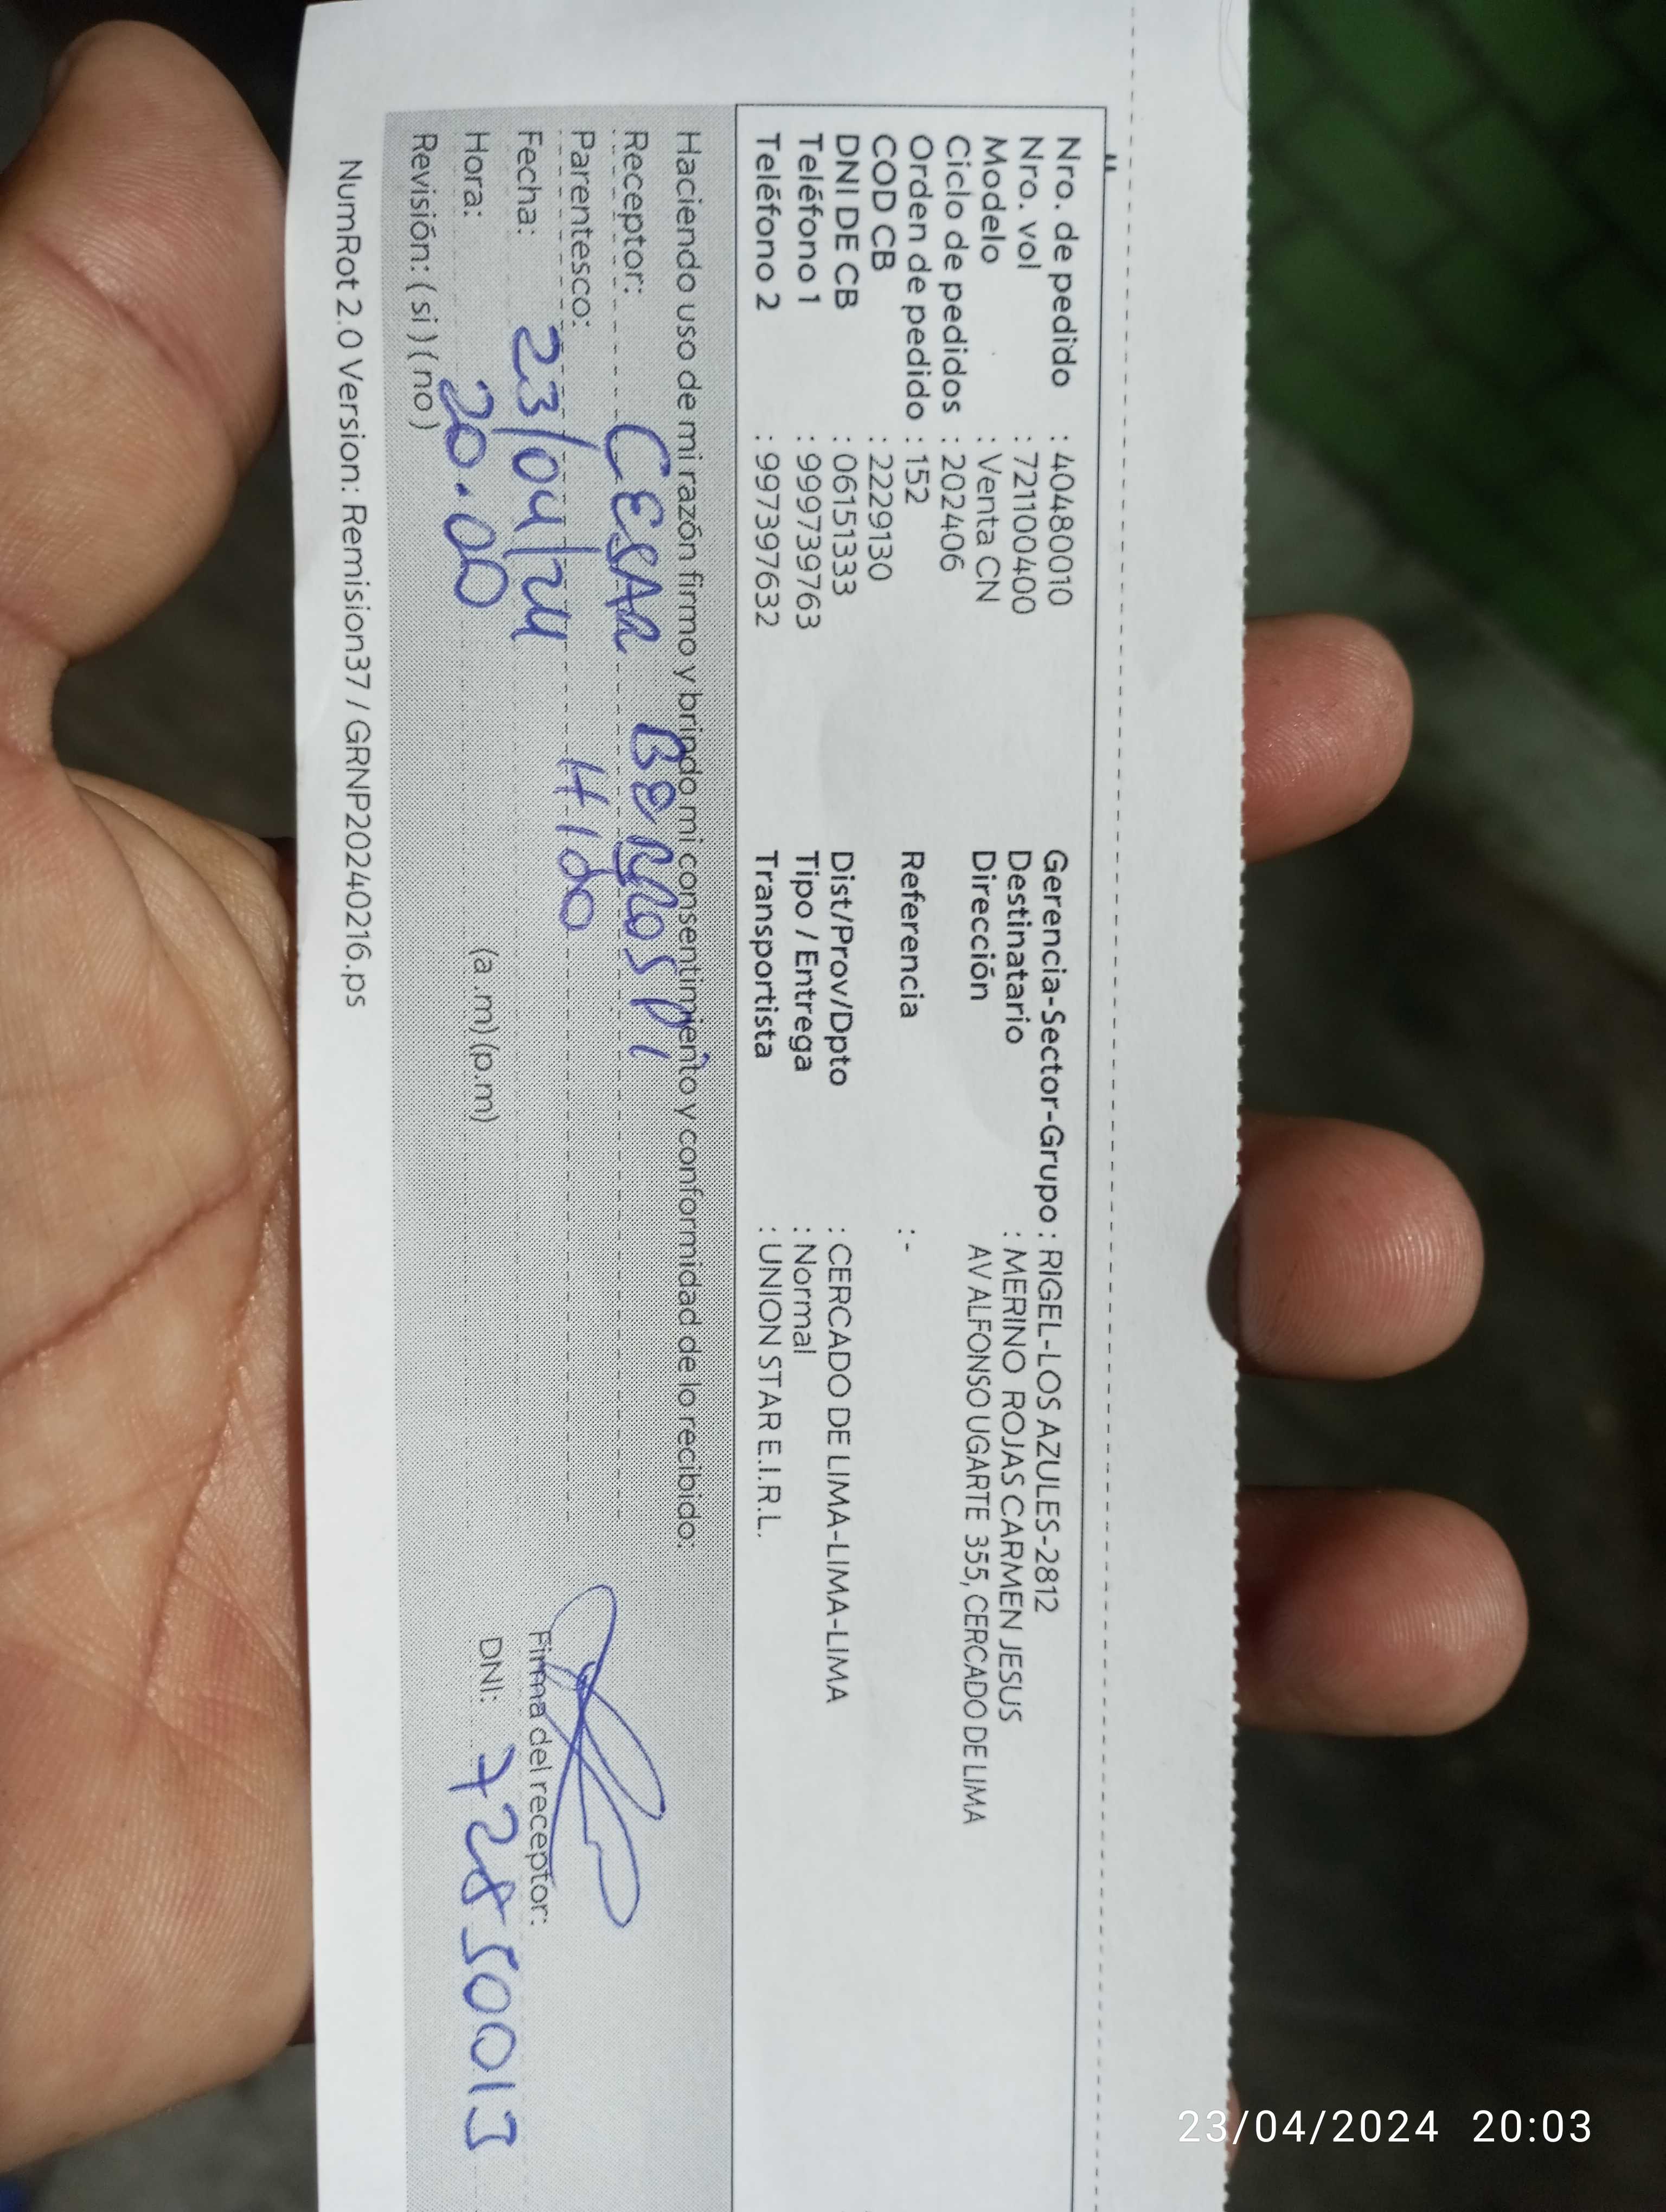 Nro. de pedido : 404800010
Nro. vol : 721100400
Modelo : Venta CN
Ciclo de pedidos : 202406
Orden de pedido : 152
COD CB : 2229130
DNI DE CB : 06151333
Teléfono 1 : 999739763
Teléfono 2 : 997397632
Gerencia-Sector-Grupo : RIGEL-LOS AZULES-2812
Destinatario : MERINO ROJAS CARMEN JESUS
Dirección AV ALFONSO UGARTE 355, CERCADO DE LIMA
Referencia : -
Dist/Prov/Dpto : CERCADO DE LIMA-LIMA-LIMA
Tipo / Entrega : Normal
Transportista : UNION STAR E.I.R.L.
Haciendo uso de mi razón firmo y brindo mi consentimiento y conformidad de lo recibido:
Receptor: CESAR
Parentesco: HIJO
Fecha: 23/04/24
Hora: 20.00 (a .m) (p.m)
Revisión: ( si ) ( no )
Firma del receptor:
DNI: 72850013
NumRot 2.0 Version: Remision37 / GRNP20240216.ps
23/04/2024 20:03